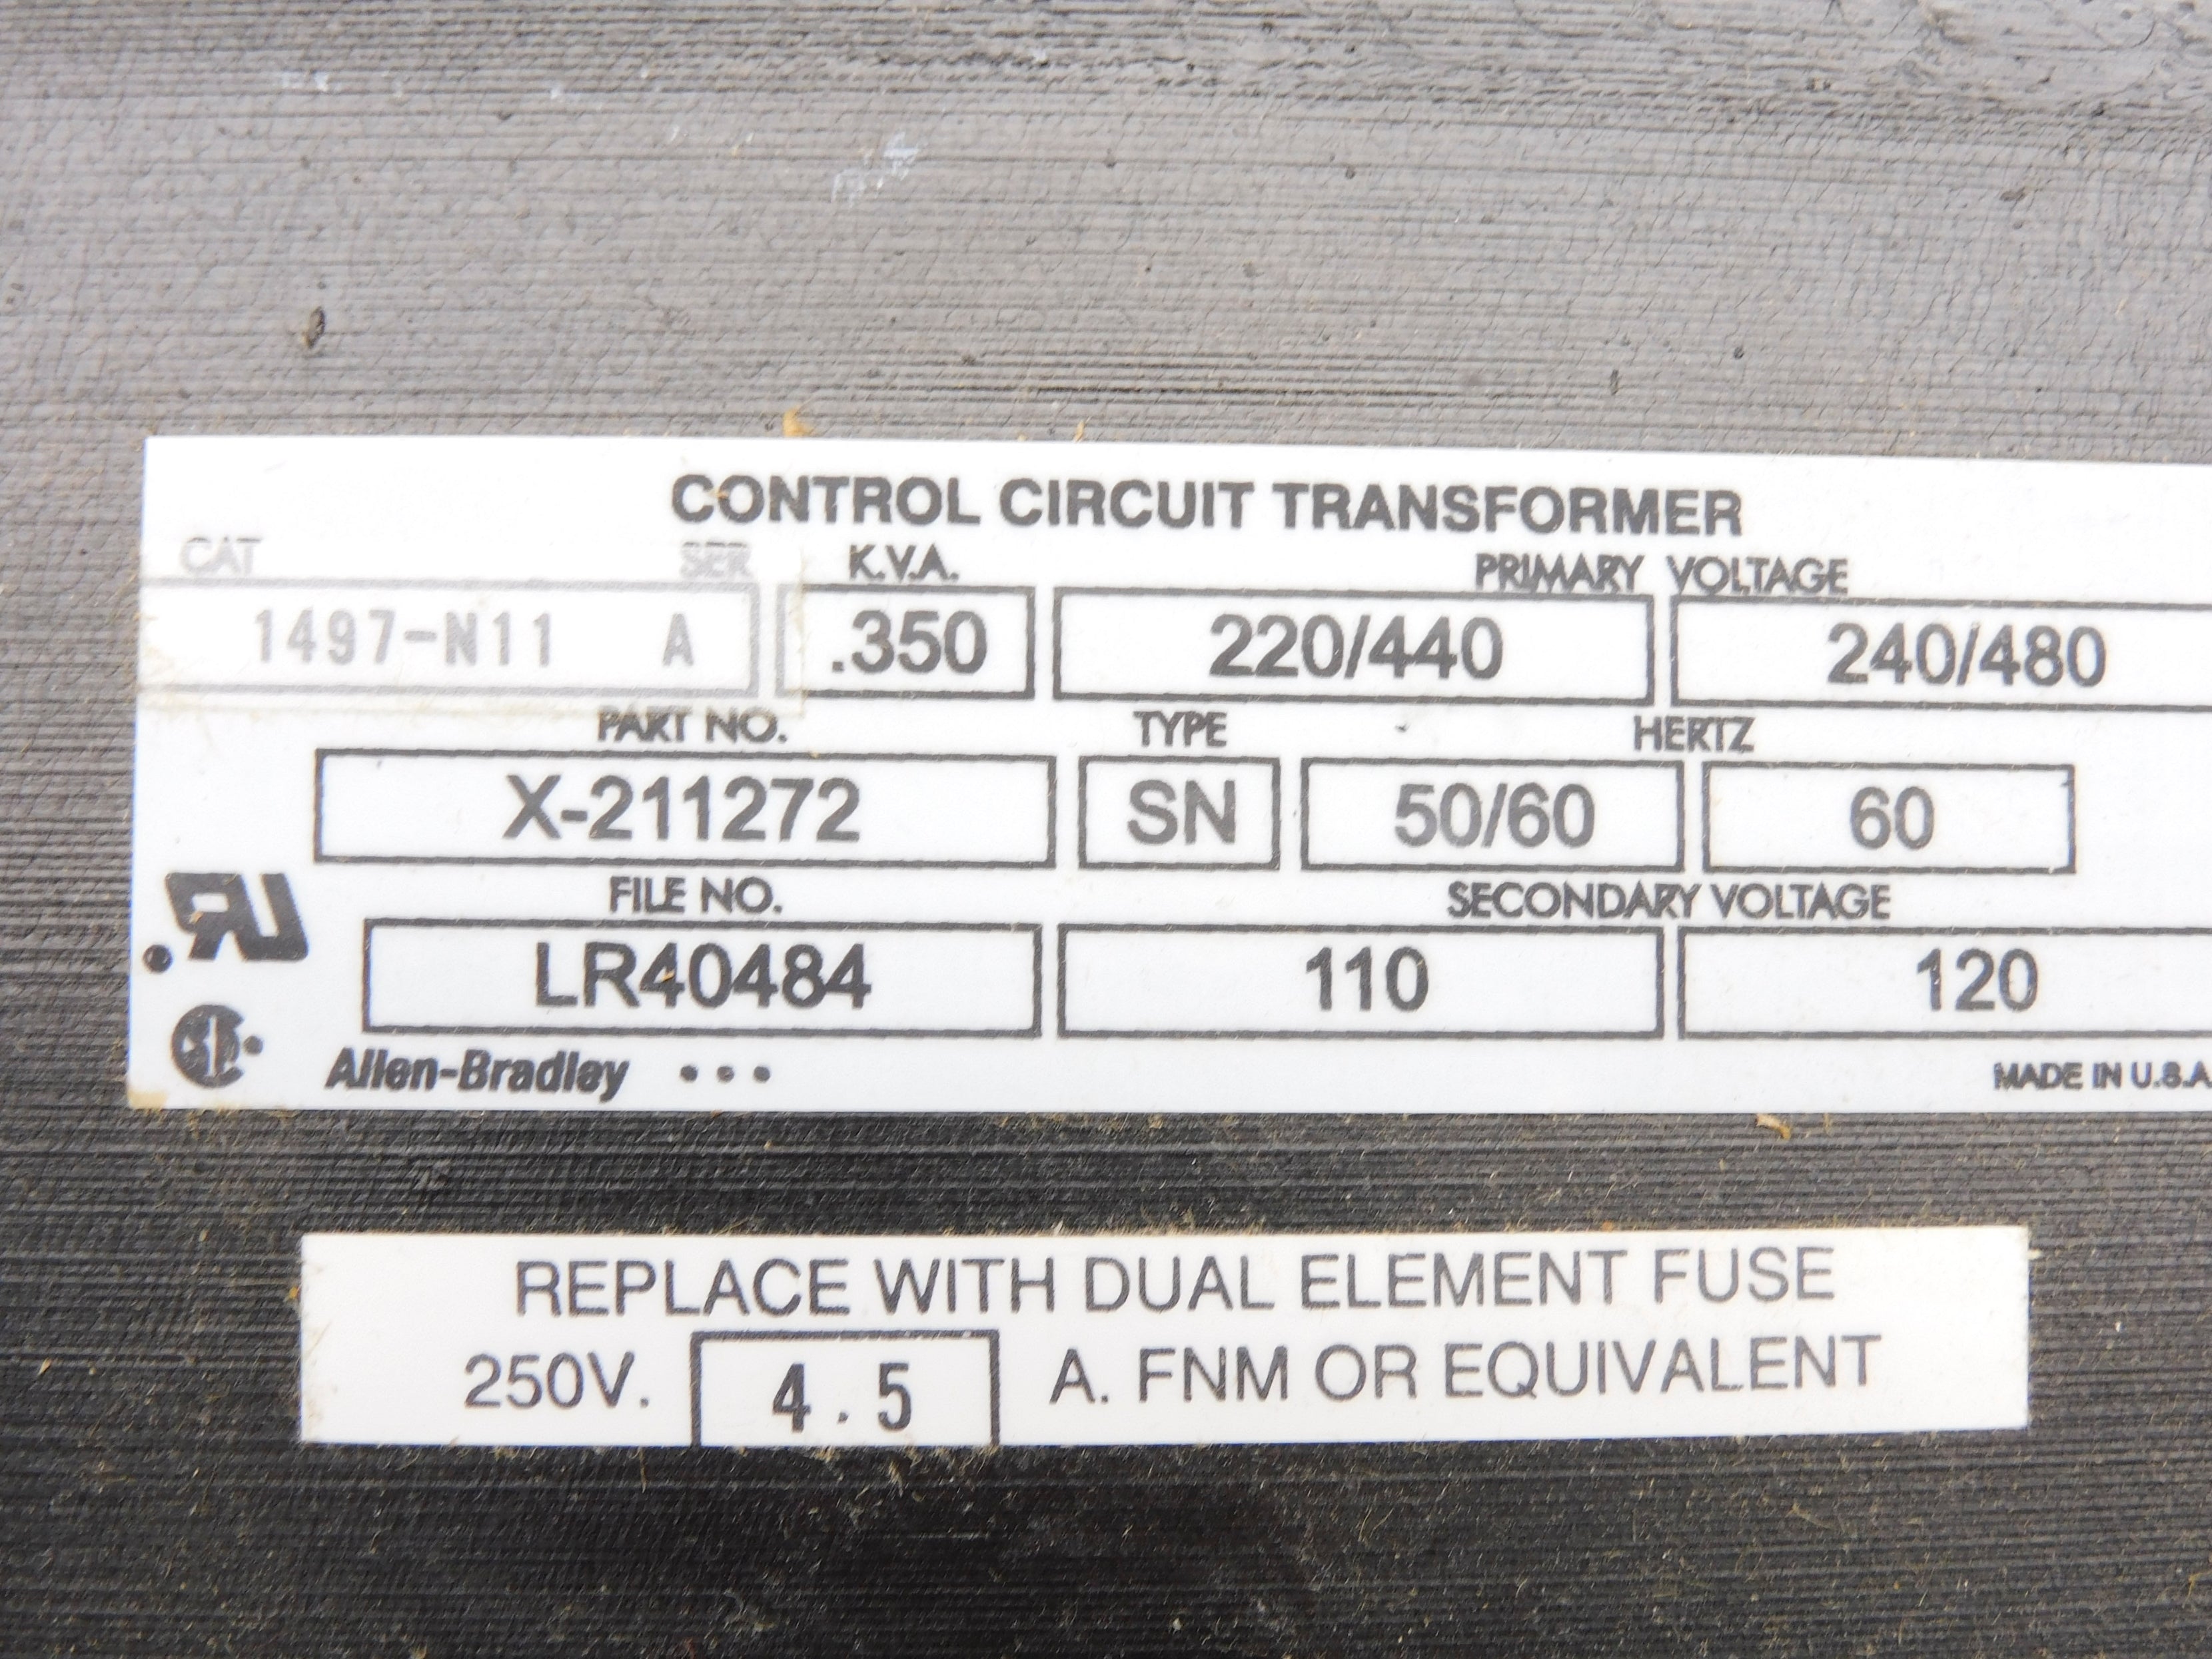 CONTROL CIRCUIT TRANSFORMER
CAT SER K.V.A. PRIMARY VOLTAGE
1497-N11 A .350 220/440 240/480
PART NO. TYPE HERTZ
X-211272 SN 50/60 60
FILE NO. SECONDARY VOLTAGE
LR40484 110 120
Allen-Bradley • • • MADE IN U.S.A
REPLACE WITH DUAL ELEMENT FUSE
250V. 4.5 A. FNM OR EQUIVALENT